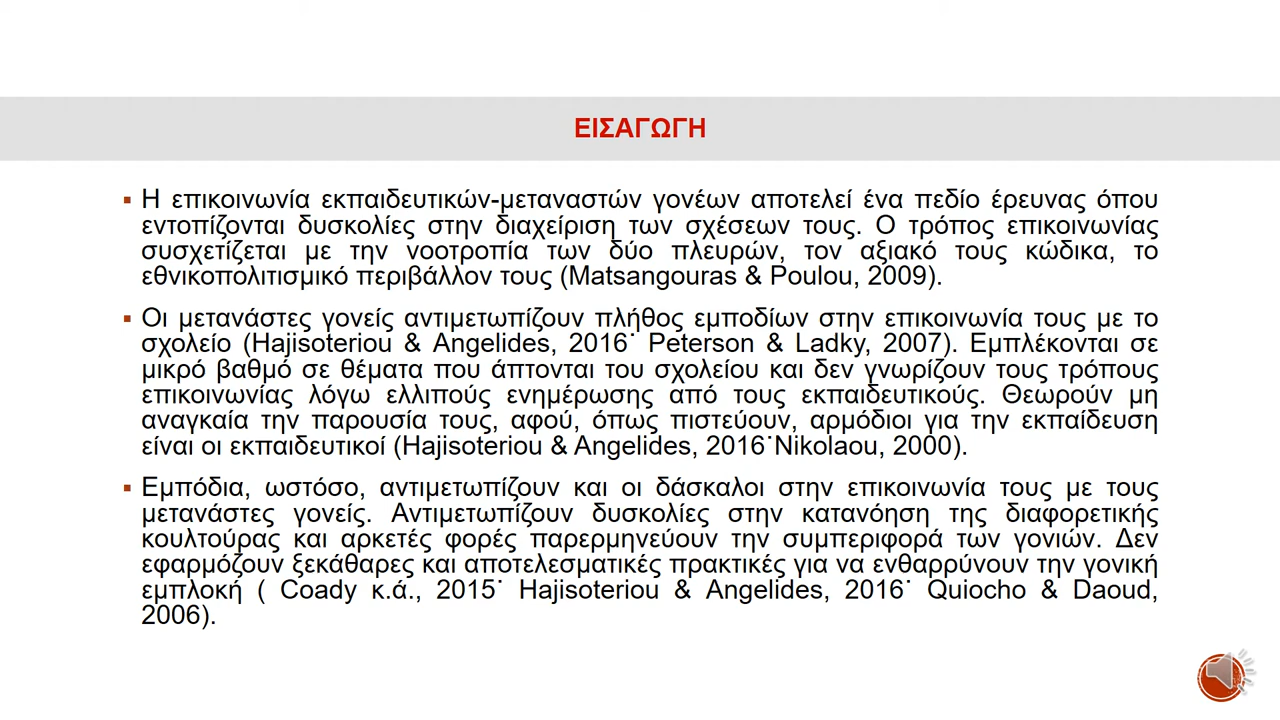 ΕΙΣΑΓΩΓΗ
▪ Η επικοινωνία εκπαιδευτικών-μεταναστών γονέων αποτελεί ένα πεδίο έρευνας όπου
εντοπίζονται δυσκολίες στην διαχείριση των σχέσεων τους. Ο τρόπος επικοινωνίας
συσχετίζεται με την νοοτροπία των δύο πλευρών, τον αξιακό τους κώδικα, το
εθνικοπολιτισμικό περιβάλλον τους (Matsangouras & Poulou, 2009).
▪ Οι μετανάστες γονείς αντιμετωπίζουν πλήθος εμποδίων στην επικοινωνία τους με το
σχολείο (Hajisoteriou & Angelides, 2016˙ Peterson & Ladky, 2007). Εμπλέκονται σε
μικρό βαθμό σε θέματα που άπτονται του σχολείου και δεν γνωρίζουν τους τρόπους
επικοινωνίας λόγω ελλιπούς ενημέρωσης από τους εκπαιδευτικούς. Θεωρούν μη
αναγκαία την παρουσία τους, αφού, όπως πιστεύουν, αρμόδιοι για την εκπαίδευση
είναι οι εκπαιδευτικοί (Hajisoteriou & Angelides, 2016˙Nikolaou, 2000).
▪ Εμπόδια, ωστόσο, αντιμετωπίζουν και οι δάσκαλοι στην επικοινωνία τους με τους
μετανάστες γονείς. Αντιμετωπίζουν δυσκολίες στην κατανόηση της διαφορετικής
κουλτούρας και αρκετές φορές παρερμηνεύουν την συμπεριφορά των γονιών. Δεν
εφαρμόζουν ξεκάθαρες και αποτελεσματικές πρακτικές για να ενθαρρύνουν την γονική
εμπλοκή ( Coady κ.ά., 2015˙ Hajisoteriou & Angelides, 2016˙ Quiocho & Daoud,
2006).